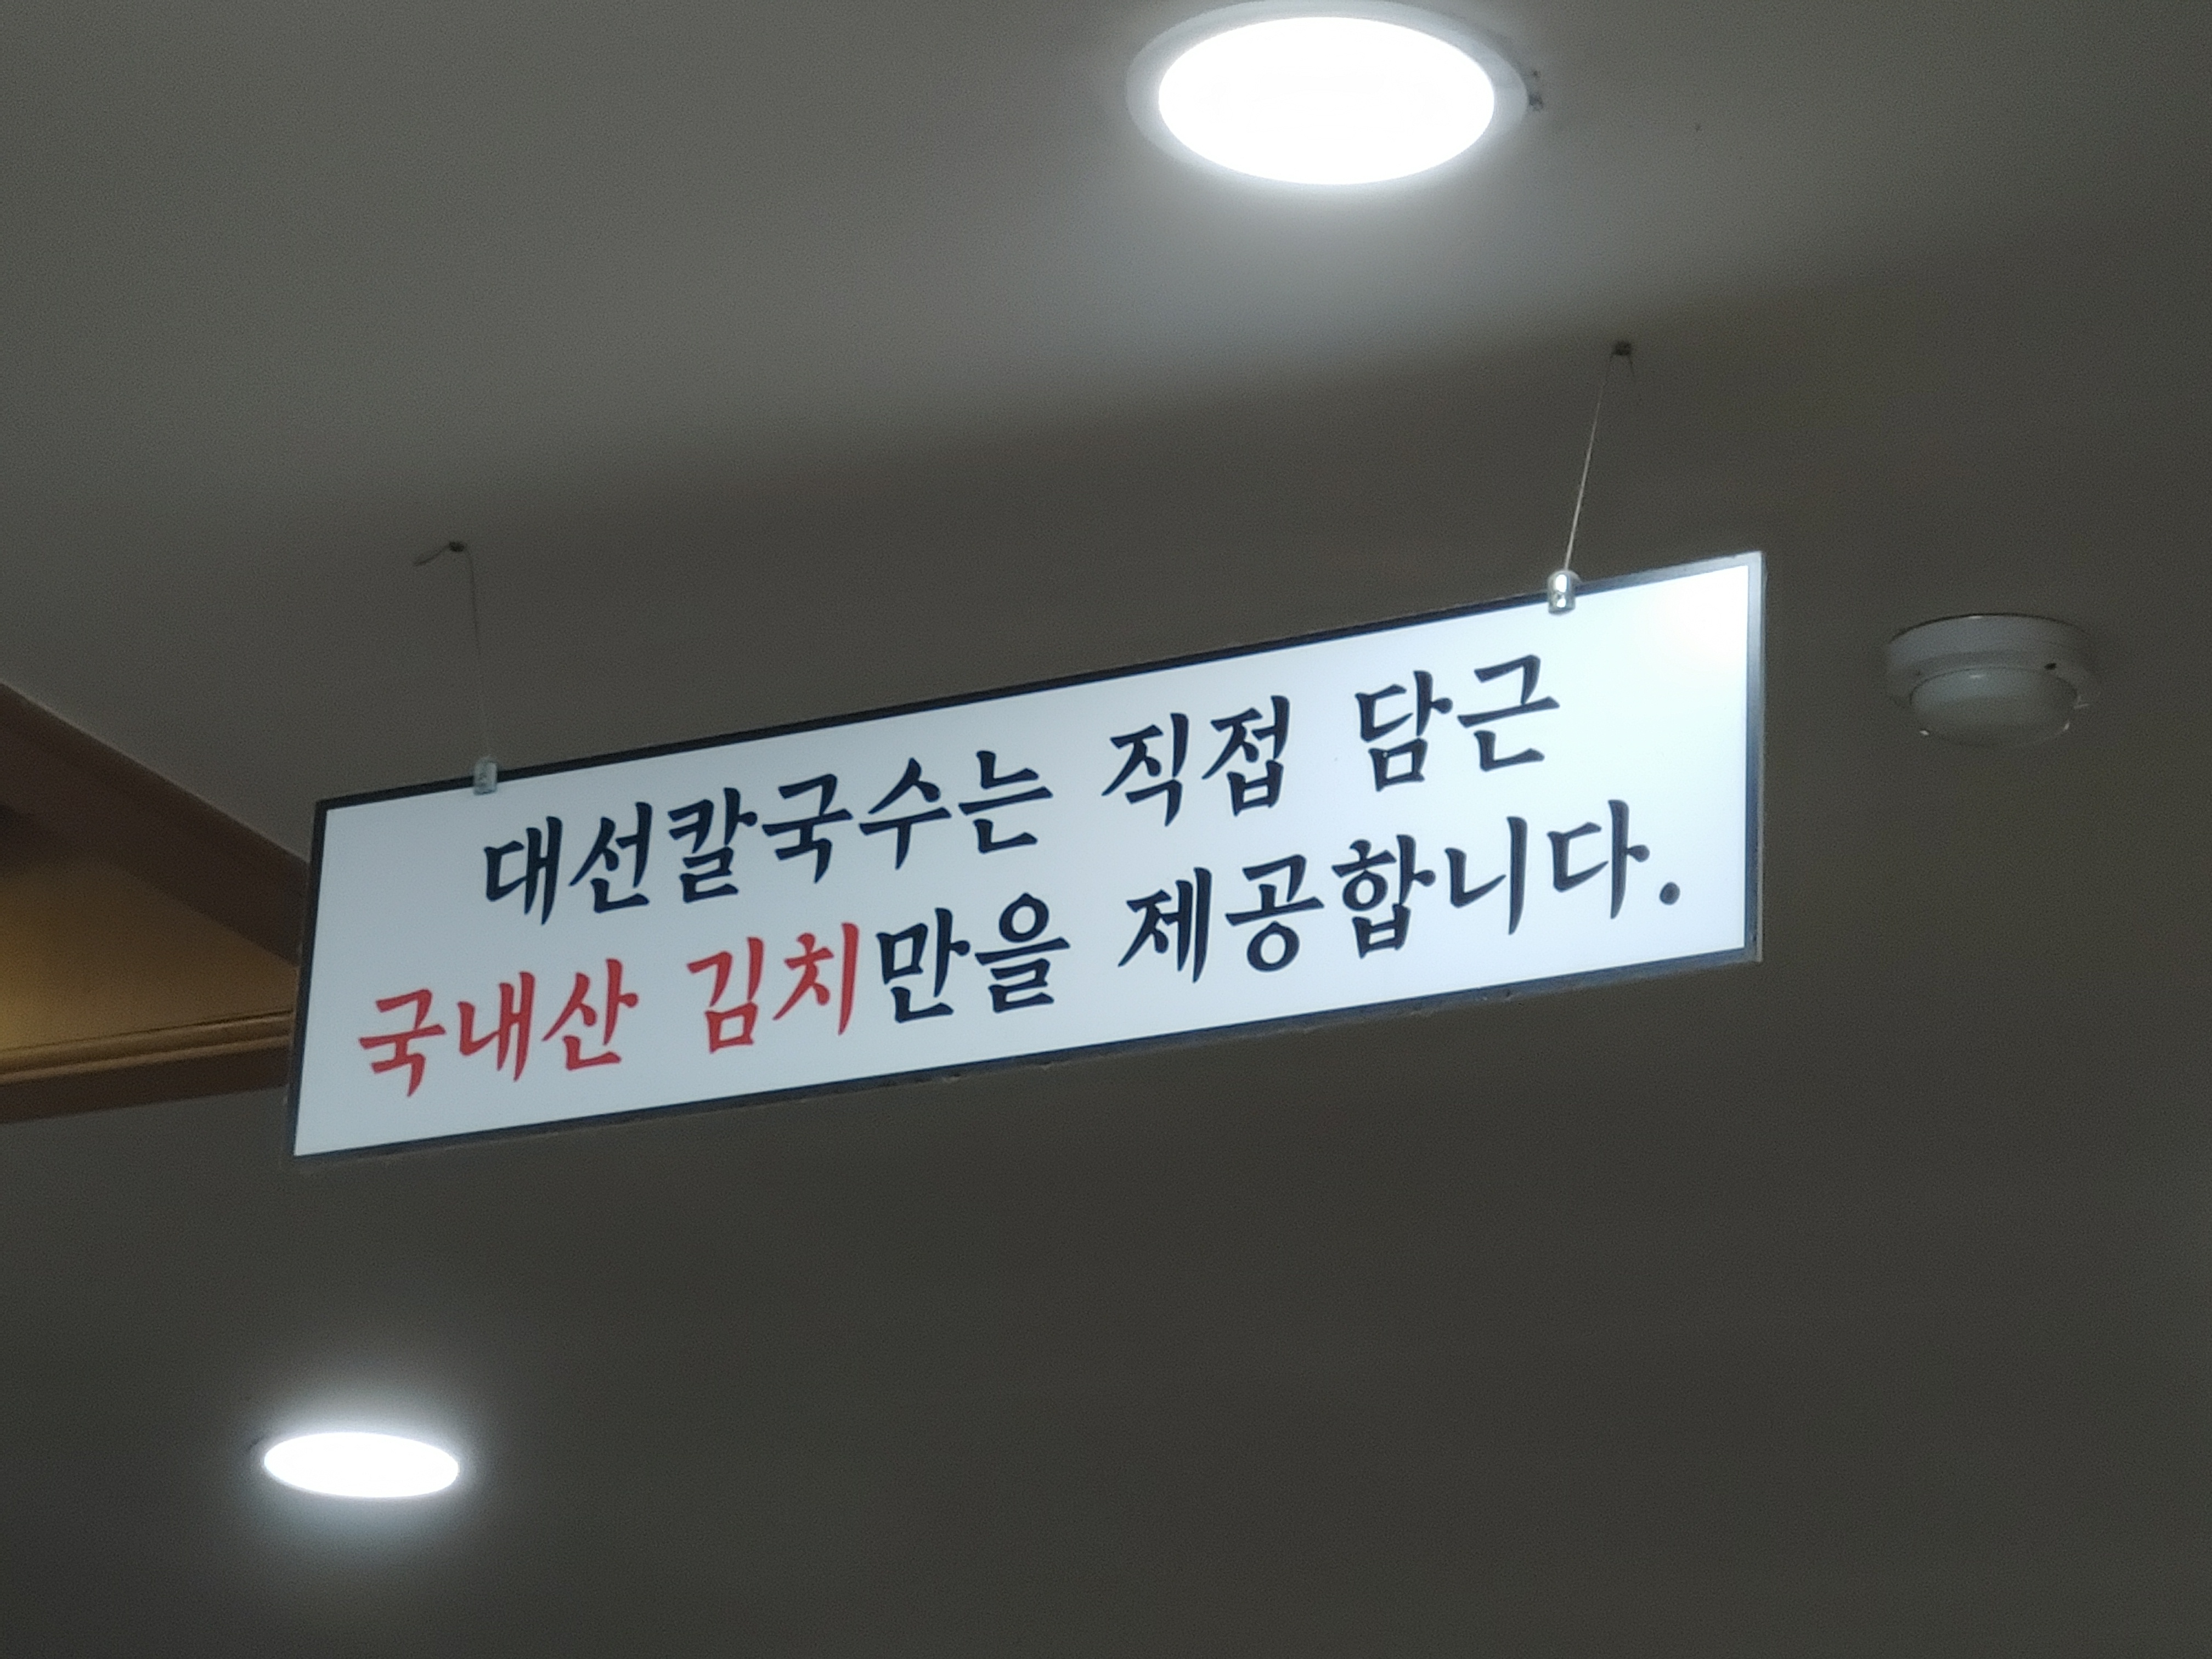 대선칼국수는 직접 담근
국내산 김치만을 제공합니다.